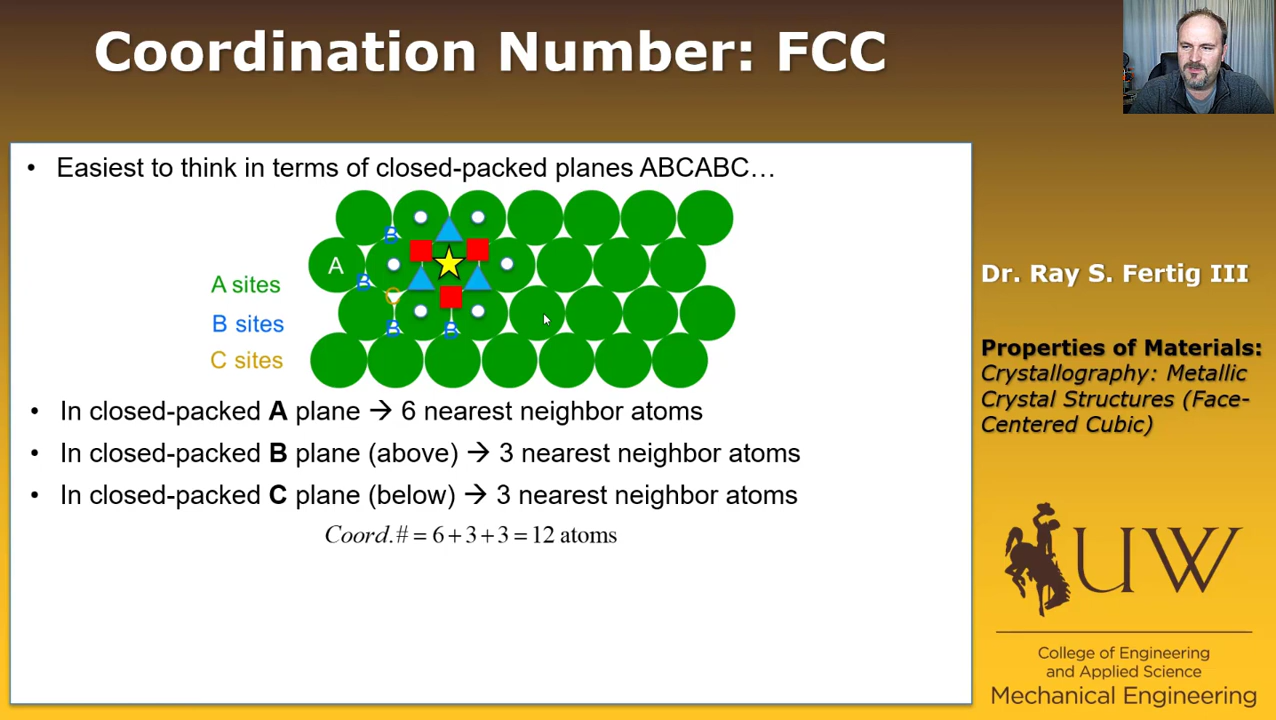 Coordination Number: FCC
• Easiest to think in terms of closed-packed planes ABCABC…
B
A
B
C
B
B
A sites
B sites
C sites
• In closed-packed A plane → 6 nearest neighbor atoms
• In closed-packed B plane (above) → 3 nearest neighbor atoms
• In closed-packed C plane (below) → 3 nearest neighbor atoms
Coord.# = 6+3+3 = 12 atoms
Dr. Ray S. Fertig III
Properties of Materials:
Crystallography: Metallic
Crystal Structures (Face-
Centered Cubic)
UW
College of Engineering
and Applied Science
Mechanical Engineering